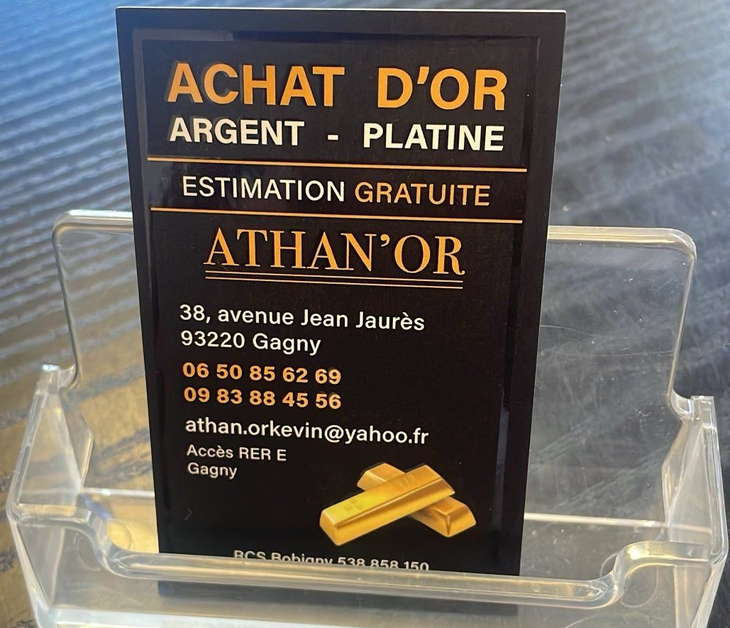 ACHAT D'OR
ARGENT - PLATINE
ESTIMATION GRATUITE
ATHAN'OR
38, avenue Jean Jaurès
93220 Gagny
06 50 85 62 69
09 83 88 45 56
athan.orkevin@yahoo.fr
Accès RER E
Gagny
RCS Bobigny 538 858 150